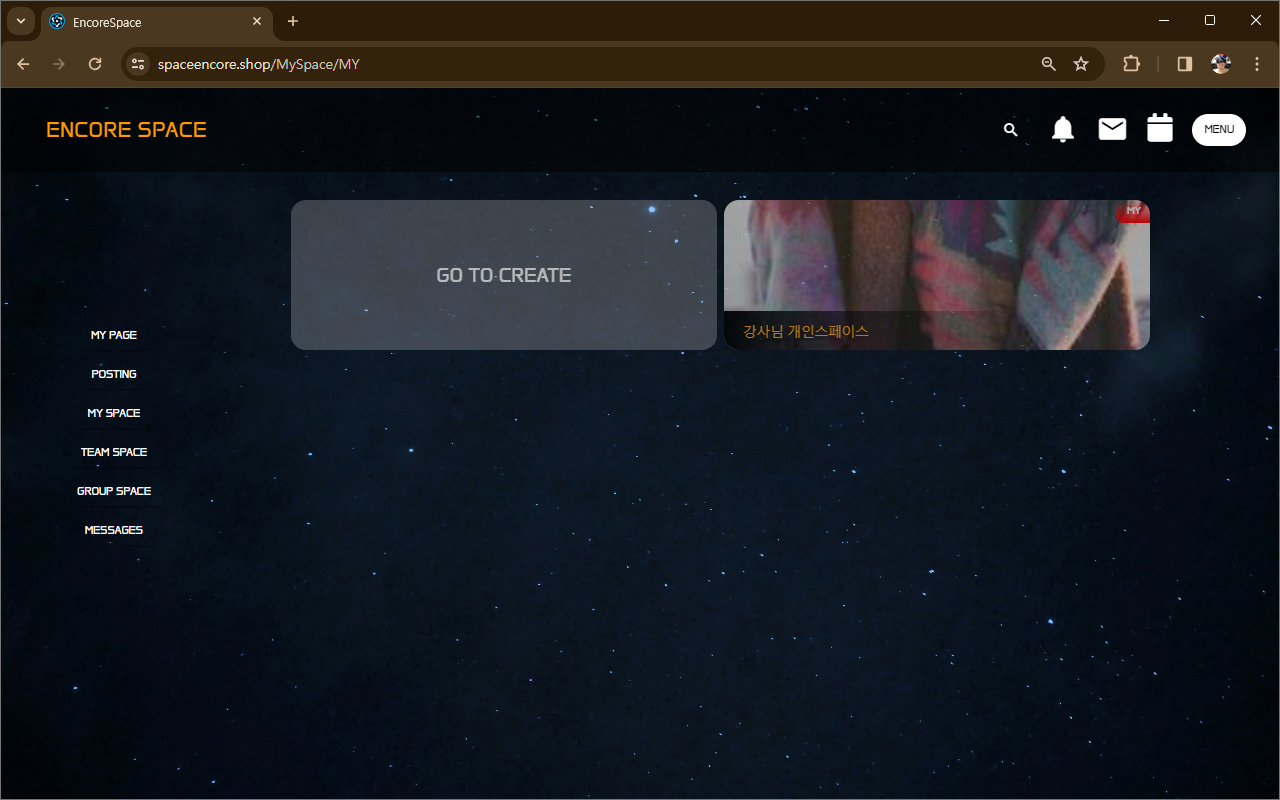 EncoreSpace
spaceencore.shop/MySpace/MY
ENCORE SPACE
MENU
GO TO CREATE
MY
강사님 개인스페이스
MY PAGE
POSTING
MY SPACE
TEAM SPACE
GROUP SPACE
MESSAGES